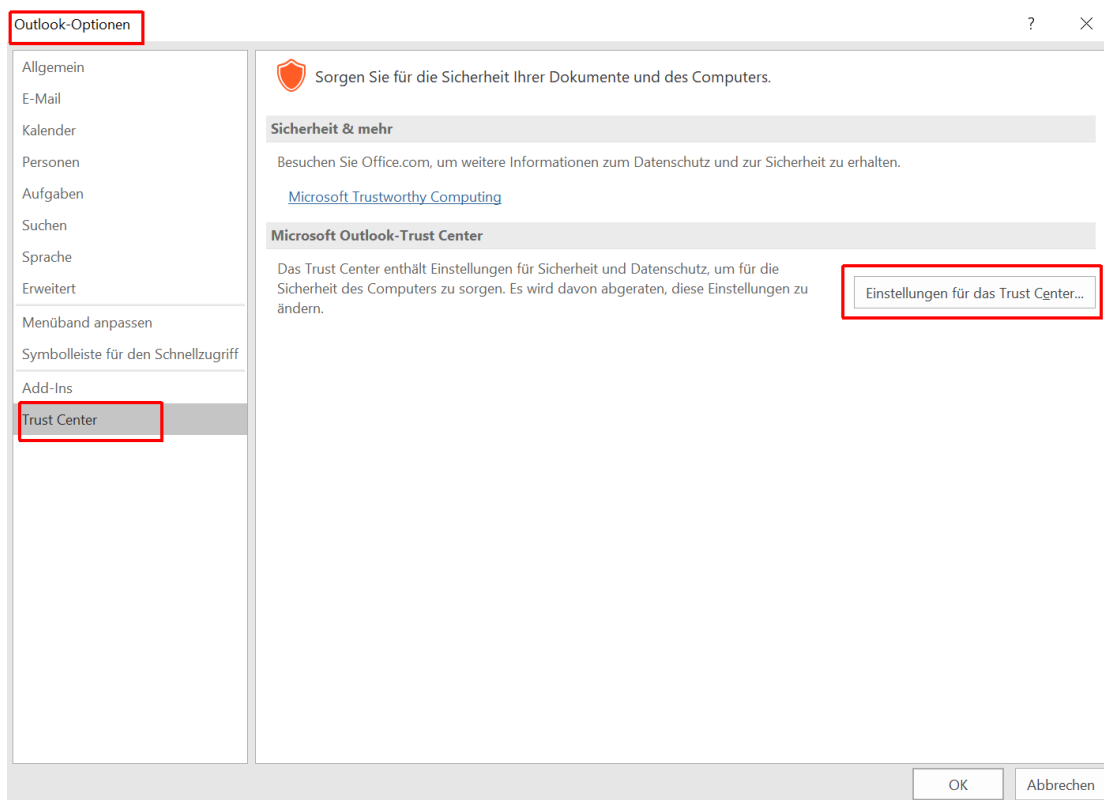 Outlook-Optionen
?
Allgemein
E-Mail
Kalender
Personen
Aufgaben
Suchen
Sprache
Erweitert
Menüband anpassen
Symbolleiste für den Schnellzugriff
Add-Ins
Trust Center
Sorgen Sie für die Sicherheit Ihrer Dokumente und des Computers.
Sicherheit & mehr
Besuchen Sie Office.com, um weitere Informationen zum Datenschutz und zur Sicherheit zu erhalten.
Microsoft Trustworthy Computing
Microsoft Outlook-Trust Center
Das Trust Center enthält Einstellungen für Sicherheit und Datenschutz, um für die
Sicherheit des Computers zu sorgen. Es wird davon abgeraten, diese Einstellungen zu
ändern.
Einstellungen für das Trust Center...
OK
Abbrechen